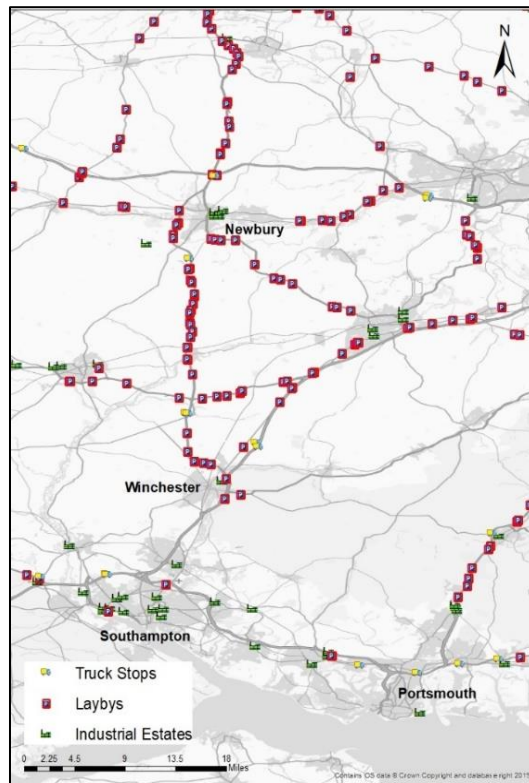 N
Newbury
Winchester
Southampton
Portsmouth
Truck Stops
Laybys
Industrial Estates
0 2.25 4.5 9 13.5 18
Miles
Contains OS data © Crown Copyright and database right